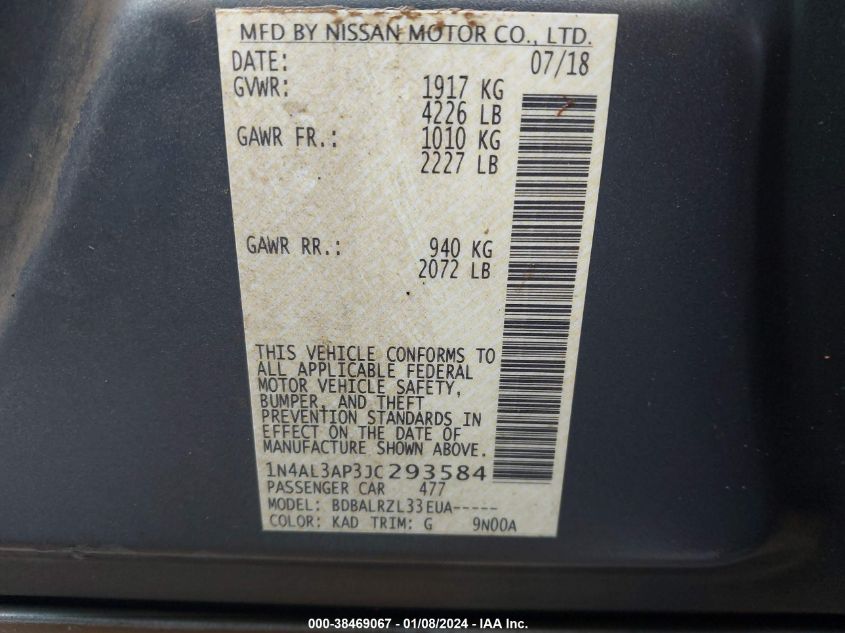 MFD BY NISSAN MOTOR CO., LTD.
DATE: 07/18
GVWR: 1917 KG
4226 LB
GAWR FR.: 1010 KG
2227 LB
GAWR RR.: 940 KG
2072 LB
THIS VEHICLE CONFORMS TO
ALL APPLICABLE FEDERAL
MOTOR VEHICLE SAFETY,
BUMPER, AND THEFT
PREVENTION STANDARDS IN
EFFECT ON THE DATE OF
MANUFACTURE SHOWN ABOVE.
1N4AL3AP3JC293584
PASSENGER CAR 477
MODEL: BDBALRZL33EUA-----
COLOR: KAD TRIM: G 9N00A
000-38469067 - 01/08/2024 - IAA Inc.